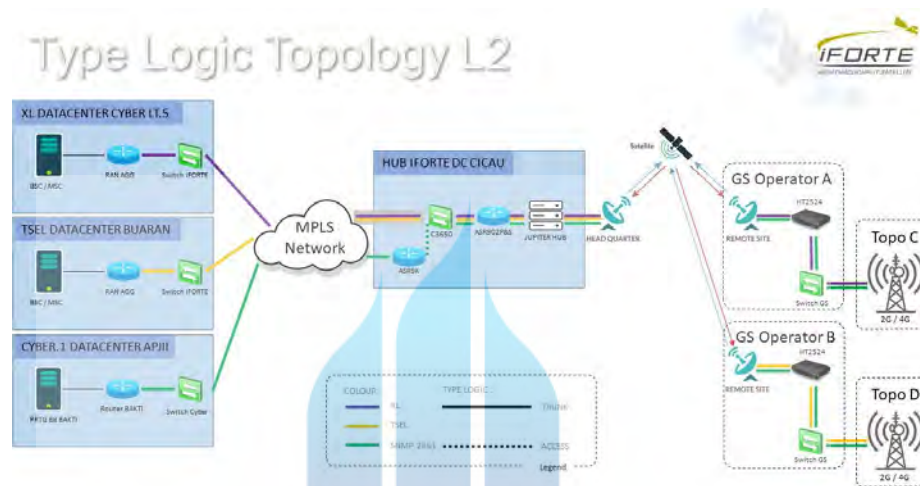 Type Logic Topology L2
iFORTE
XL DATACENTER CYBER LT.5
BSC / MSC
RAN AGG
Switch iFORTE
TSEL DATACENTER BUARAN
BBC / MSC
RAN AGG
Switch iFORTE
CYBER.1 DATACENTER APJII
PRTG BB BAKTI
Router BAKTI
Switch Cyber
MPLS
Network
HUB IFORTE DC CICAU
C3650
ASR9K
ASR902PBS
JUPITER HUB
HEAD QUARTER
Satellite
GS Operator A
HT2524
REMOTE SITE
Switch GS
Topo C
2G / 4G
GS Operator B
HT2524
REMOTE SITE
Switch GS
Topo D
2G / 4G
COLOUR:
TYPE LOGIC :
XL
TRUNK
TSEL
SNMP 2661
ACCESS
Legend